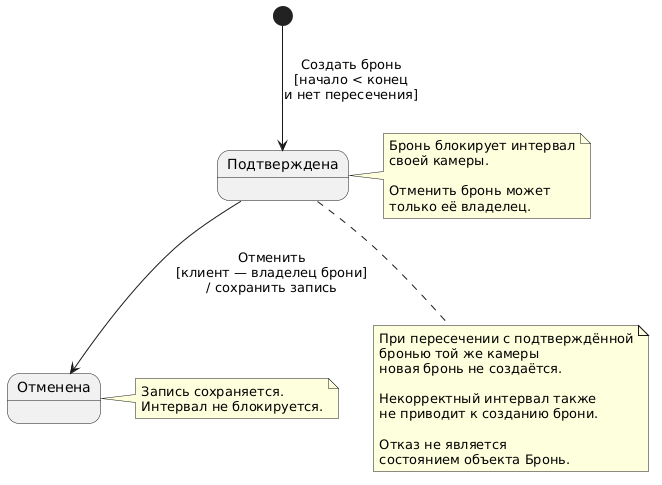 Создать бронь
[начало < конец
и нет пересечения]
Подтверждена
Бронь блокирует интервал
своей камеры.
Отменить бронь может
только её владелец.
Отменить
[клиент — владелец брони]
/ сохранить запись
Отменена
Запись сохраняется.
Интервал не блокируется.
При пересечении с подтверждённой
бронью той же камеры
новая бронь не создаётся.
Некорректный интервал также
не приводит к созданию брони.
Отказ не является
состоянием объекта Бронь.